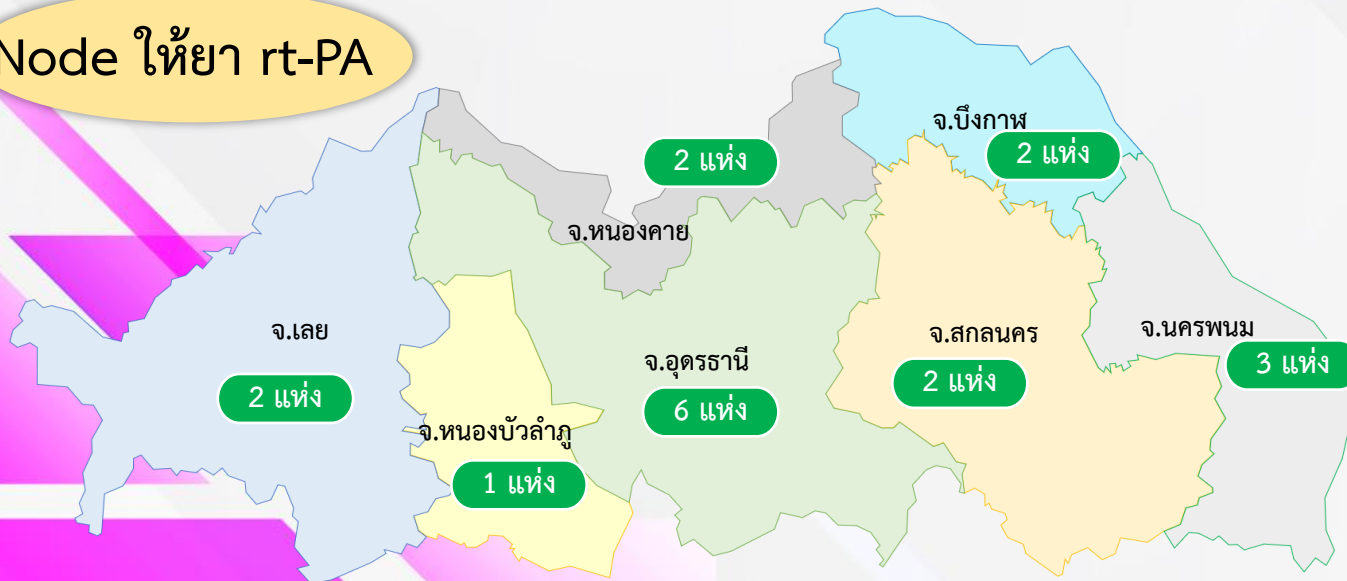 Node ให้ยา rt-PA
จ.บึงกาฬ
2 แห่ง
2 แห่ง
จ.หนองคาย
จ.เลย
2 แห่ง
จ.หนองบัวลำภู
1 แห่ง
จ.อุดรธานี
6 แห่ง
จ.สกลนคร
2 แห่ง
จ.นครพนม
3 แห่ง